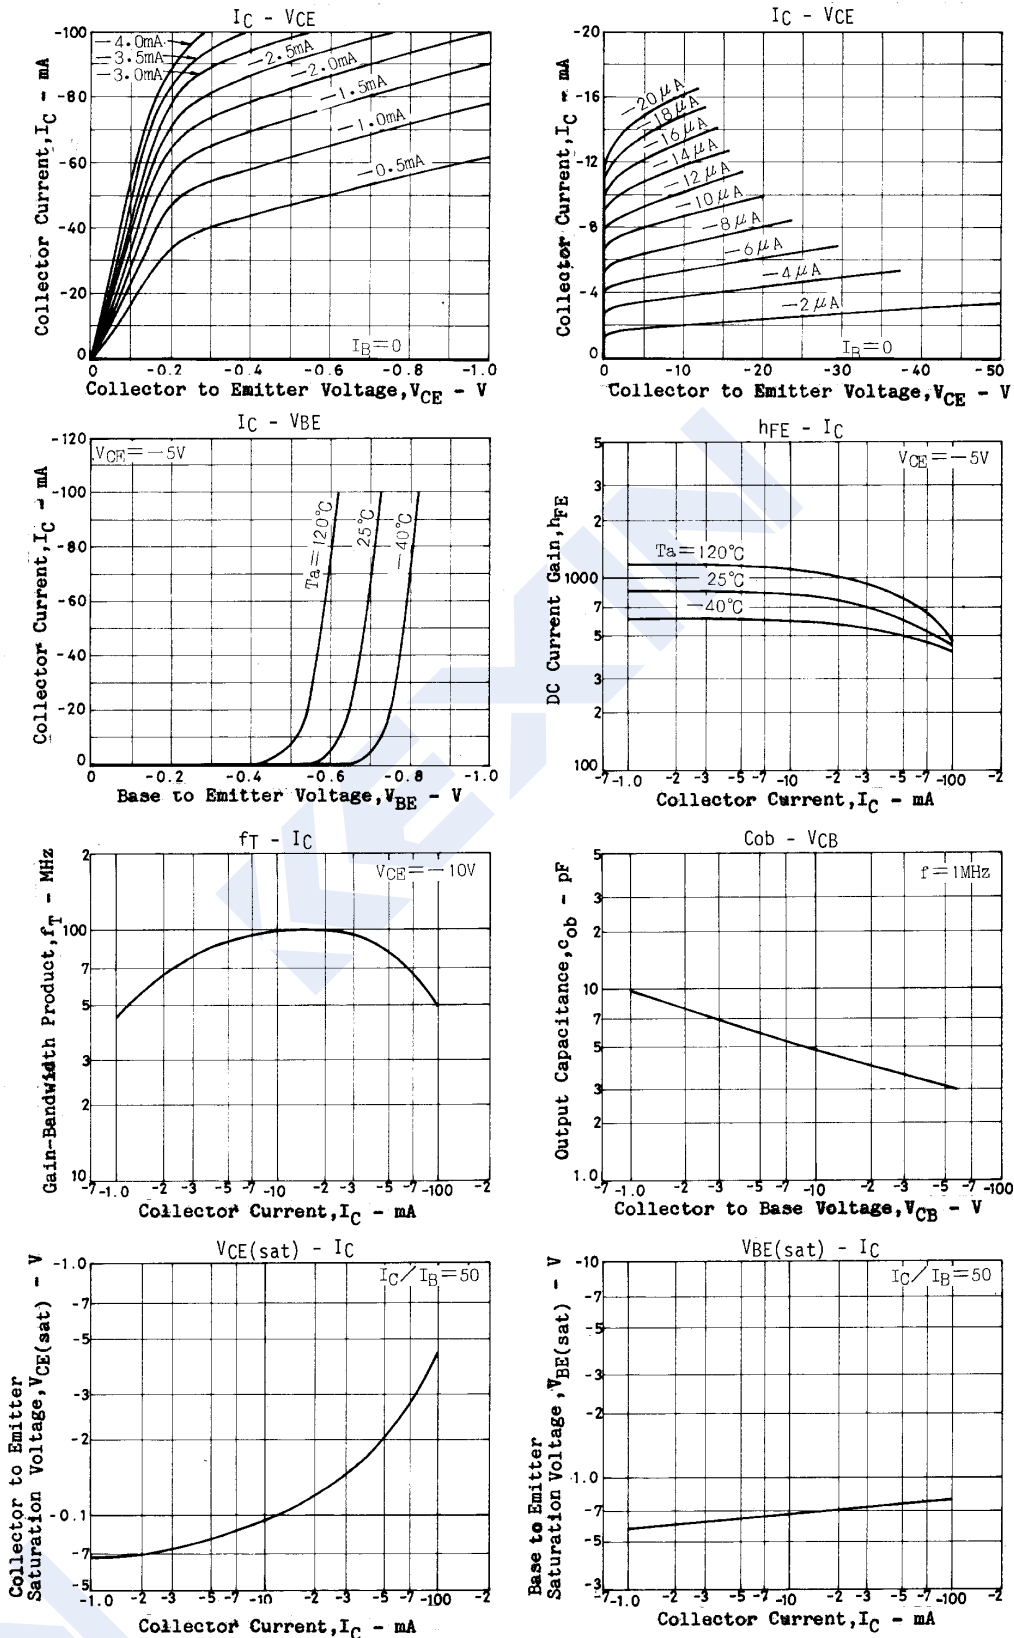 IC - VCE
-100
-80
-60
-40
-20
0
-4.0mA
-3.5mA
-3.0mA
-2.5mA
-2.0mA
-1.5mA
-1.0mA
-0.5mA
IB=0
0 -0.2 -0.4 -0.6 -0.8 -1.0
Collector Current,IC - mA
Collector to Emitter Voltage,VCE - V
IC - VCE
-20
-16
-12
-8
-4
0
-20μA
-18μA
-16μA
-14μA
-12μA
-10μA
-8μA
-6μA
-4μA
-2μA
IB=0
0 -10 -20 -30 -40 -50
Collector Current,IC - mA
Collector to Emitter Voltage,VCE - V
IC - VBE
VCE=-5V
-120
-100
-80
-60
-40
-20
0
Ta=120℃
25℃
-40℃
0 -0.2 -0.4 -0.6 -0.8 -1.0
Collector Current,IC - mA
Base to Emitter Voltage,VBE - V
hFE - IC
VCE=-5V
5
3
2
1000
7
5
3
2
100
Ta=120℃
25℃
-40℃
-7 -1.0 -2 -3 -5 -7 -10 -2 -3 -5 -7 -100 -2
DC Current Gain,hFE
Collector Current,IC - mA
KEXIN
fT - IC
VCE=-10V
2
100
7
5
3
2
10
-7 -1.0 -2 -3 -5 -7 -10 -2 -3 -5 -7 -100 -2
Gain-Bandwidth Product,fT - MHz
Collector Current,IC - mA
Cob - VCB
f=1MHz
5
3
2
10
7
5
3
2
1.0
-7 -1.0 -2 -3 -5 -7 -10 -2 -3 -5 -7 -100
Output Capacitance,cob - pF
Collector to Base Voltage,VCB - V
VCE(sat) - IC
IC/IB=50
-1.0
-7
-5
-3
-2
-0.1
-7
-5
-1.0 -2 -3 -5 -7 -10 -2 -3 -5 -7 -100 -2
Collector to Emitter
Saturation Voltage,VCE(sat) - V
Collector Current,IC - mA
VBE(sat) - IC
IC/IB=50
-10
-7
-5
-3
-2
-1.0
-7
-5
-3
-1.0 -2 -3 -5 -7 -10 -2 -3 -5 -7 -100 -2
Base to Emitter
Saturation Voltage,VBE(sat) - V
Collector Current,IC - mA